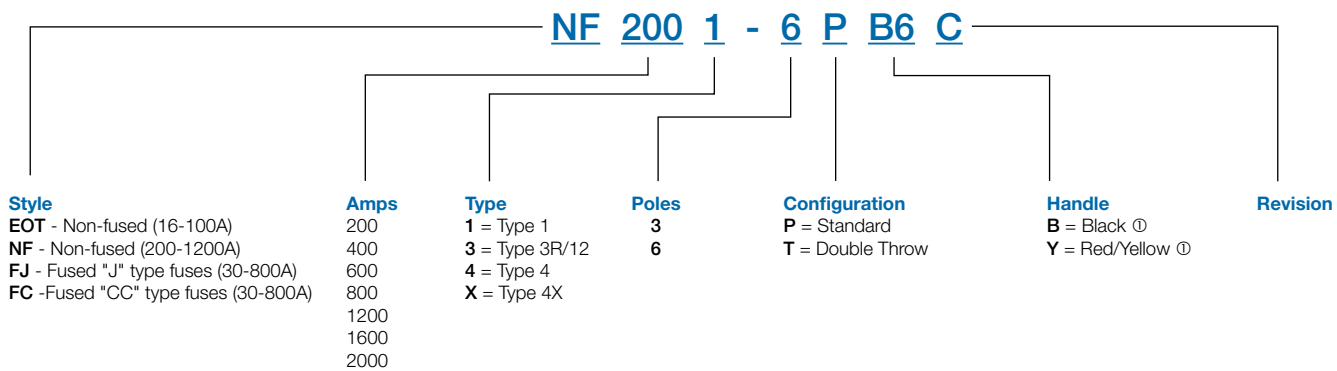 NF 200 1 - 6 P B6 C
Style
EOT - Non-fused (16-100A)
NF - Non-fused (200-1200A)
FJ - Fused "J" type fuses (30-800A)
FC -Fused "CC" type fuses (30-800A)
Amps
200
400
600
800
1200
1600
2000
Type
1 = Type 1
3 = Type 3R/12
4 = Type 4
X = Type 4X
Poles
3
6
Configuration
P = Standard
T = Double Throw
Handle
B = Black ①
Y = Red/Yellow ①
Revision